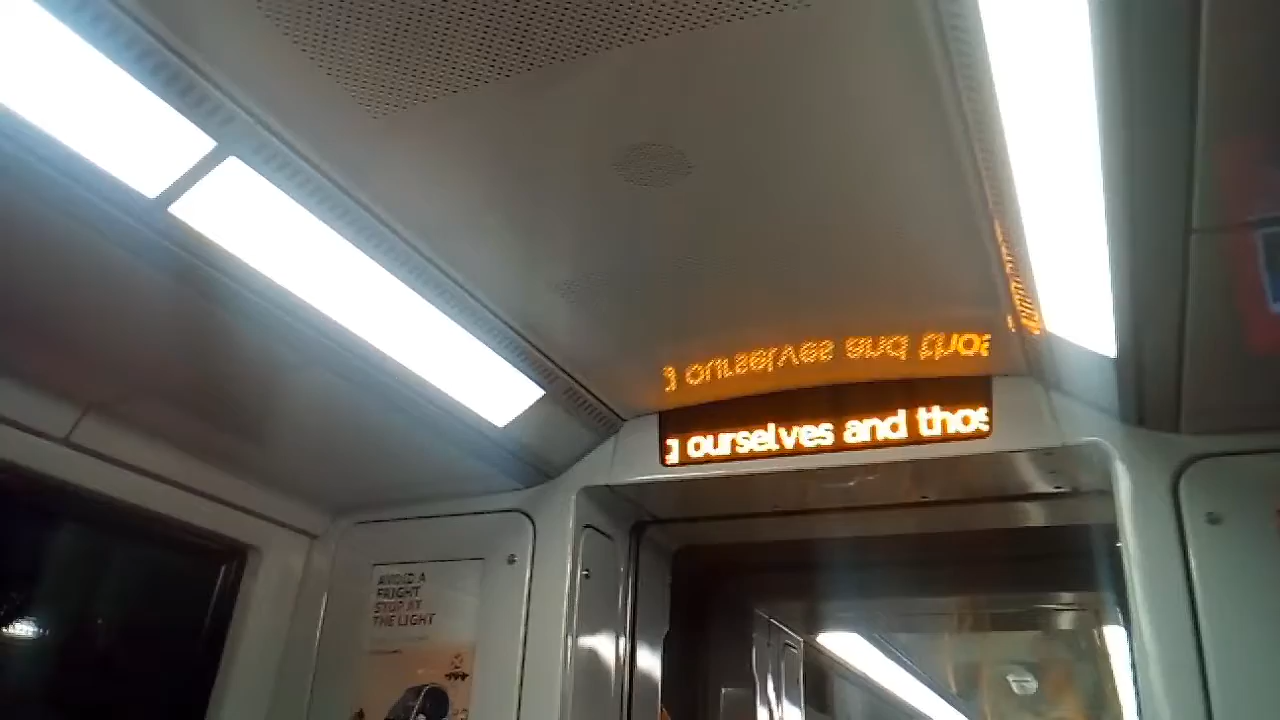 ourselves and thos
AVOID A
FRIGHT
STOP AT
THE LIGHT